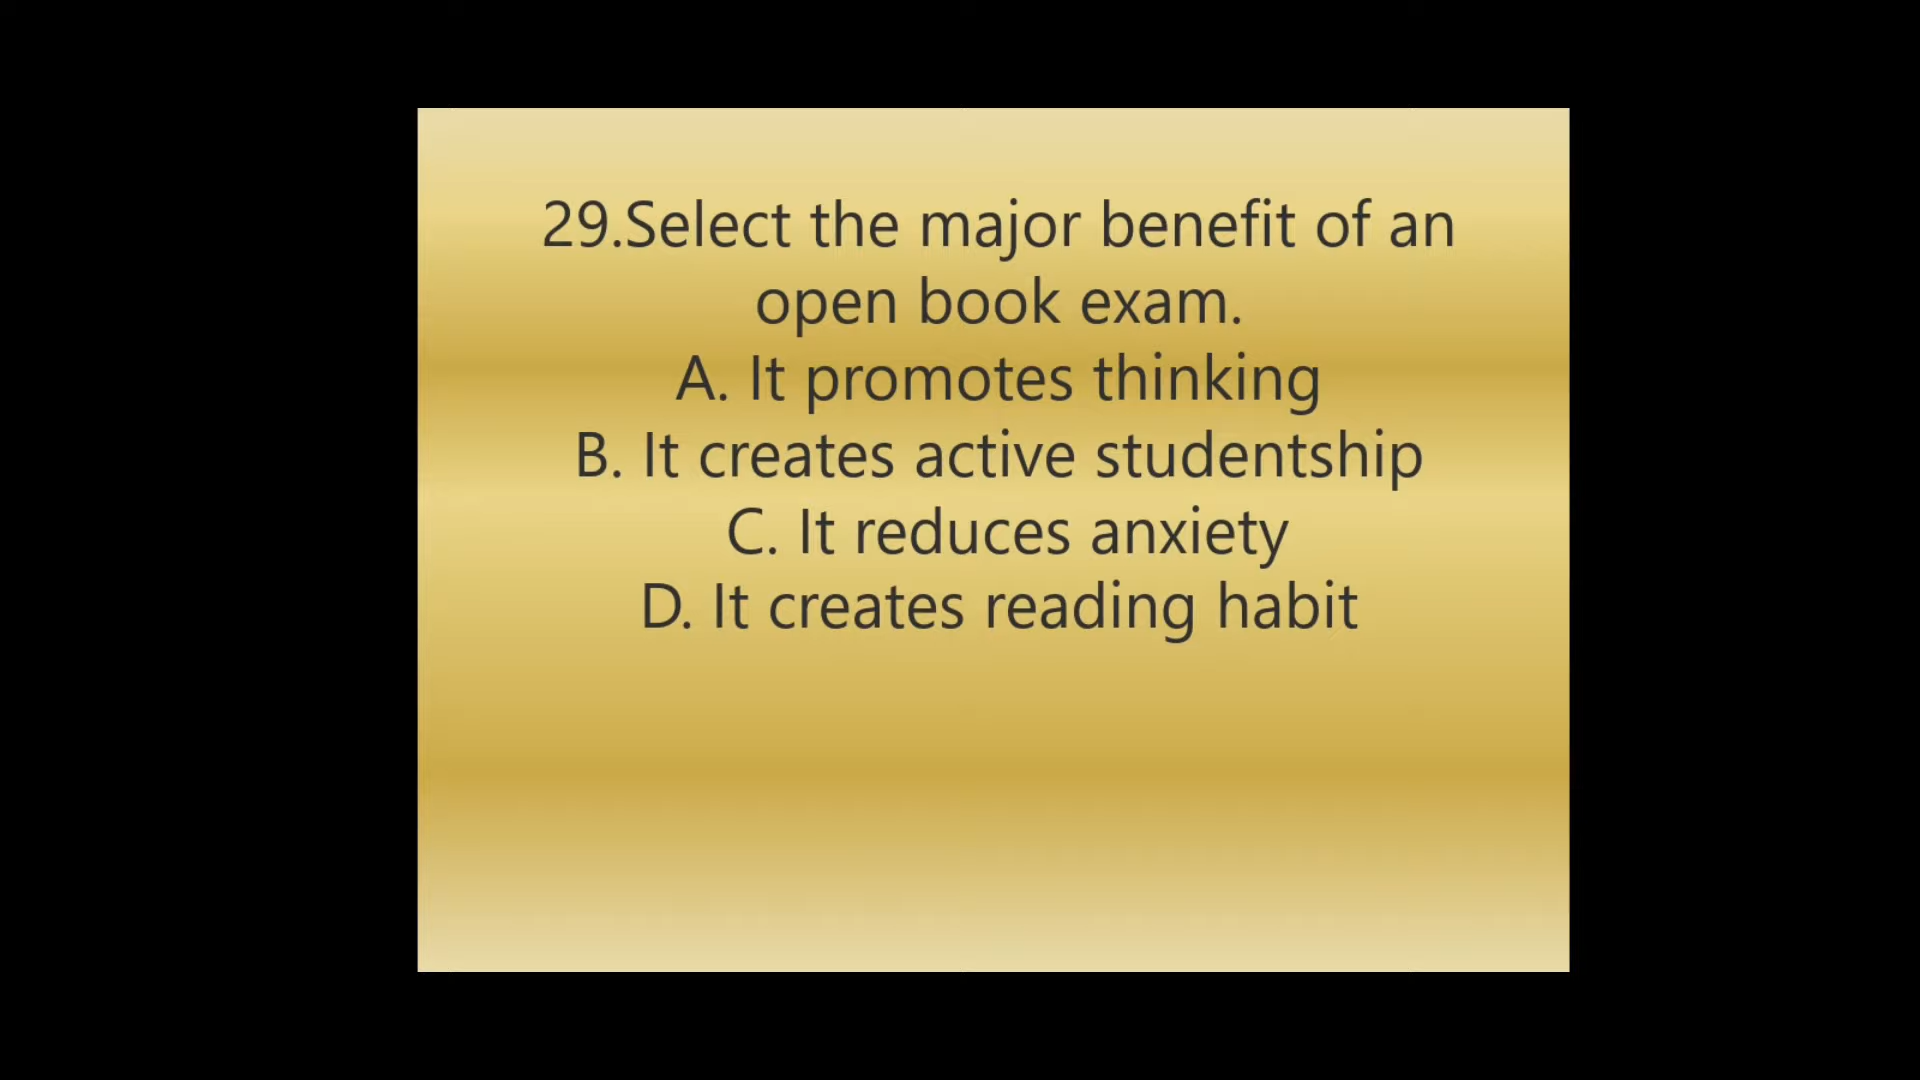 29.Select the major benefit of an
open book exam.
A. It promotes thinking
B. It creates active studentship
C. It reduces anxiety
D. It creates reading habit